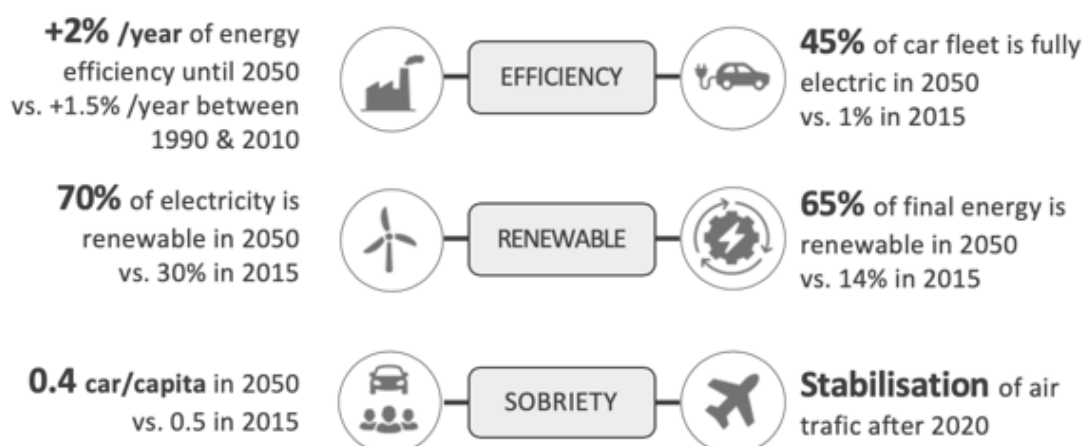 +2% /year of energy
efficiency until 2050
vs. +1.5% /year between
1990 & 2010
EFFICIENCY
45% of car fleet is fully
electric in 2050
vs. 1% in 2015
70% of electricity is
renewable in 2050
vs. 30% in 2015
RENEWABLE
65% of final energy is
renewable in 2050
vs. 14% in 2015
0.4 car/capita in 2050
vs. 0.5 in 2015
SOBRIETY
Stabilisation of air
trafic after 2020